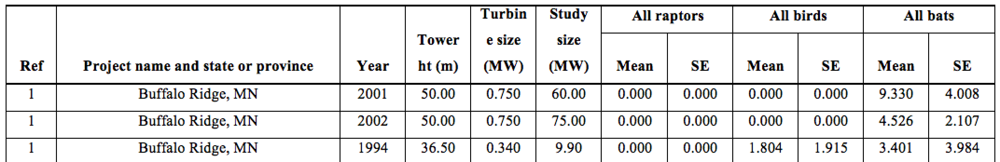 Turbin Study All raptors All birds All bats
Tower e size size
Ref Project name and state or province Year ht (m) (MW) (MW) Mean SE Mean SE Mean SE
1 Buffalo Ridge, MN 2001 50.00 0.750 60.00 0.000 0.000 0.000 0.000 9.330 4.008
1 Buffalo Ridge, MN 2002 50.00 0.750 75.00 0.000 0.000 0.000 0.000 4.526 2.107
1 Buffalo Ridge, MN 1994 36.50 0.340 9.90 0.000 0.000 1.804 1.915 3.401 3.984